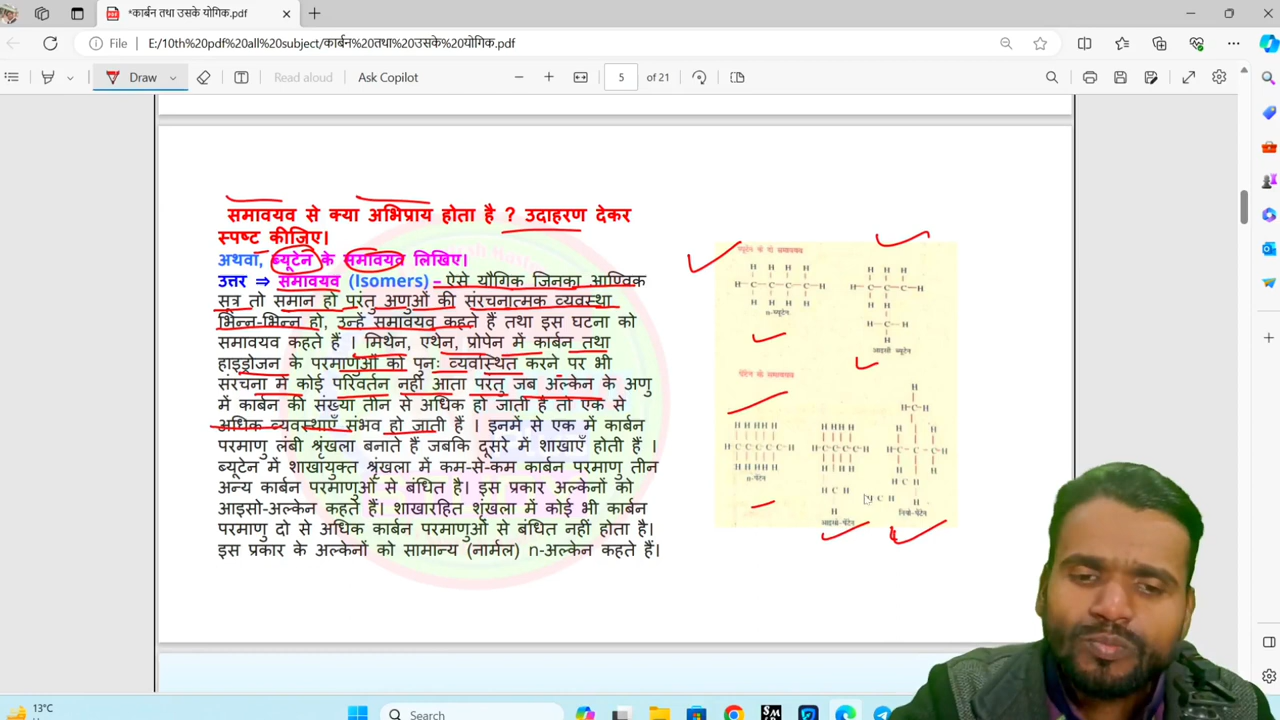 *कार्बन तथा उसके योगिक.pdf
File E:/10th%20pdf%20all%20subject/कार्बन%20तथा%20उसके%20योगिक.pdf
Draw Read aloud Ask Copilot 5 of 21
समावयव से क्या अभिप्राय होता है ? उदाहरण देकर
स्पष्ट कीजिए।
अथवा, ब्यूटेन के समावयव लिखिए।
उत्तर ⇒ समावयव (Isomers) – ऐसे यौगिक जिनका आण्विक
सूत्र तो समान हो परंतु अणुओं की संरचनात्मक व्यवस्था
भिन्न-भिन्न हो, उन्हें समावयव कहते हैं तथा इस घटना को
समावयव कहते हैं । मिथेन, एथेन, प्रोपेन में कार्बन तथा
हाइड्रोजन के परमाणुओं को पुनः व्यवस्थित करने पर भी
संरचना में कोई परिवर्तन नहीं आता परंतु जब अल्केन के अणु
में कार्बन की संख्या तीन से अधिक हो जाती है तो एक से
अधिक व्यवस्थाएँ संभव हो जाती हैं । इनमें से एक में कार्बन
परमाणु लंबी श्रृंखला बनाते हैं जबकि दूसरे में शाखाएँ होती हैं ।
ब्यूटेन में शाखायुक्त श्रृंखला में कम-से-कम कार्बन परमाणु तीन
अन्य कार्बन परमाणुओं से बंधित है। इस प्रकार अल्केनों को
आइसो-अल्केन कहते हैं। शाखारहित शृंखला में कोई भी कार्बन
परमाणु दो से अधिक कार्बन परमाणुओं से बंधित नहीं होता है।
इस प्रकार के अल्केनों को सामान्य (नार्मल) n-अल्केन कहते हैं।
ब्यूटेन के दो समावयव
H H H H
H C C C C H
H H H H
n-ब्यूटेन
H H H
H C C C H
H C H
H
आइसो ब्यूटेन
पेंटेन के समावयव
H H H H H
H C C C C C H
H H H H H
n-पेंटेन
आइसो-पेंटेन
नियो-पेंटेन
13°C
Search